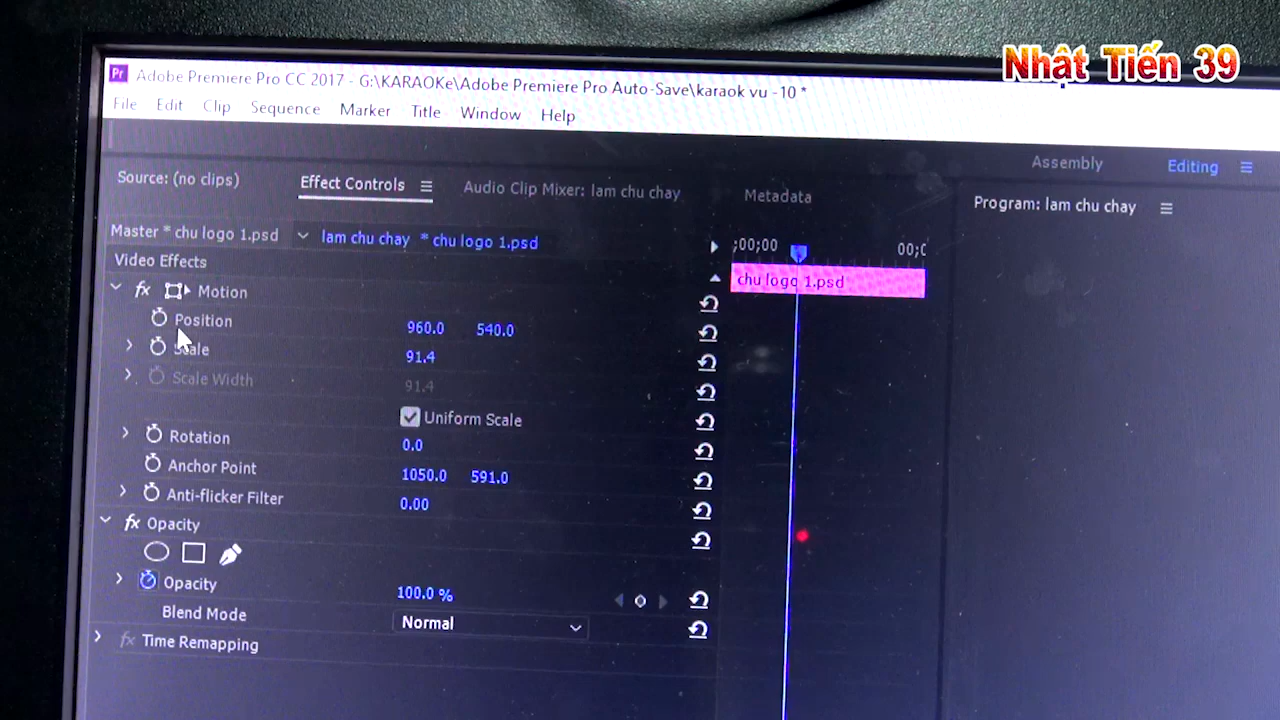 Nhật Tiến 39
Adobe Premiere Pro CC 2017 - G:\KARAOKe\Adobe Premiere Pro Auto-Save\karaok vu -10 *
File Edit Clip Sequence Marker Title Window Help
Assembly Editing
Source: (no clips) Effect Controls Audio Clip Mixer: lam chu chay Metadata Program: lam chu chay
Master * chu logo 1.psd lam chu chay * chu logo 1.psd ;00;00
Video Effects chu logo 1.psd
fx Motion
Position 960.0 540.0
Scale 91.4
Scale Width 91.4
Uniform Scale
Rotation 0.0
Anchor Point 1050.0 591.0
Anti-flicker Filter 0.00
fx Opacity
Opacity 100.0 %
Blend Mode Normal
fx Time Remapping